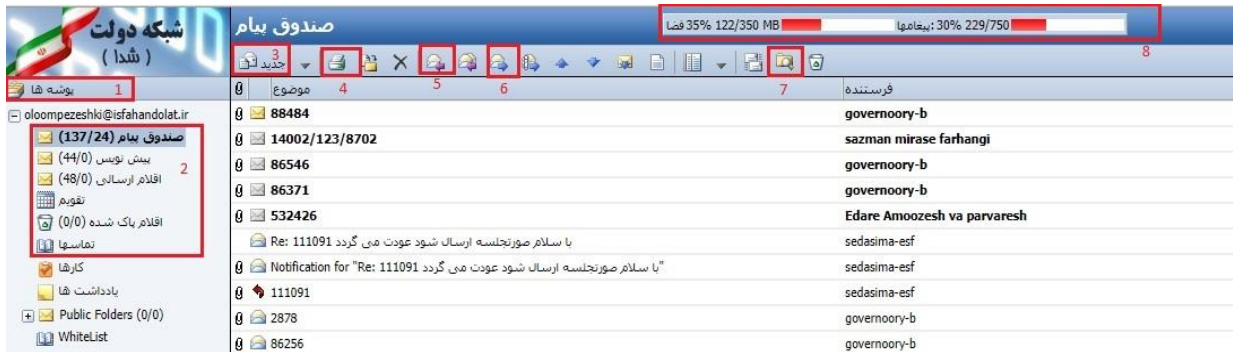 شبکه دولت
( شدا )
صندوق پیام
فضا 35% 122/350 MB
پیغامها: 30% 229/750
8
جدید
3
4
5
6
7
پوشه ها
1
موضوع
فرستنده
oloompezeshki@isfahandolat.ir
صندوق پیام (137/24)
پیش نویس (44/0)
اقلام ارسالی (48/0)
2
تقویم
اقلام پاک شده (0/0)
تماسها
کارها
یادداشت ها
Public Folders (0/0)
WhiteList
88484 governoory-b
14002/123/8702 sazman mirase farhangi
86546 governoory-b
86371 governoory-b
532426 Edare Amoozesh va parvaresh
Re: 111091 با سلام صورتجلسه ارسال شود عودت می گردد sedasima-esf
Notification for "Re: 111091 با سلام صورتجلسه ارسال شود عودت می گردد" sedasima-esf
111091 sedasima-esf
2878 governoory-b
86256 governoory-b